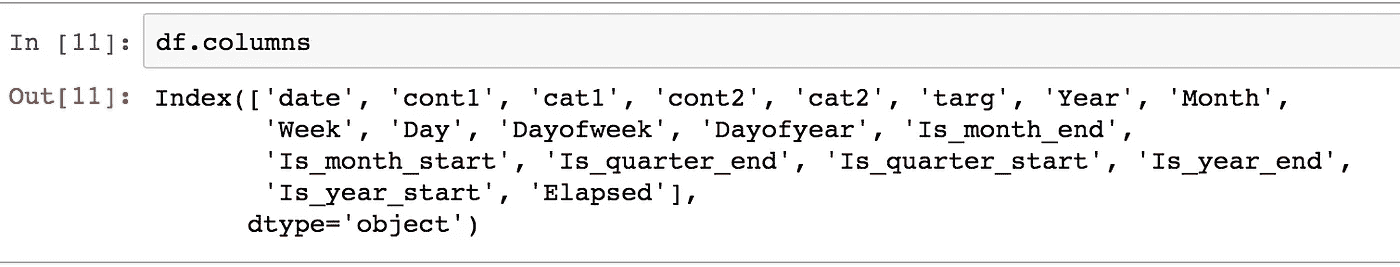 In [11]: df.columns
Out[11]: Index(['date', 'cont1', 'cat1', 'cont2', 'cat2', 'targ', 'Year', 'Month',
'Week', 'Day', 'Dayofweek', 'Dayofyear', 'Is_month_end',
'Is_month_start', 'Is_quarter_end', 'Is_quarter_start', 'Is_year_end',
'Is_year_start', 'Elapsed'],
dtype='object')